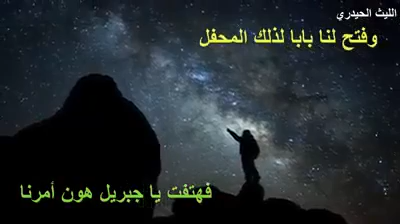 الليث الحيدري
وفتح لنا بابا لذلك المحفل
فهتفت يا جبريل هون أمرنا